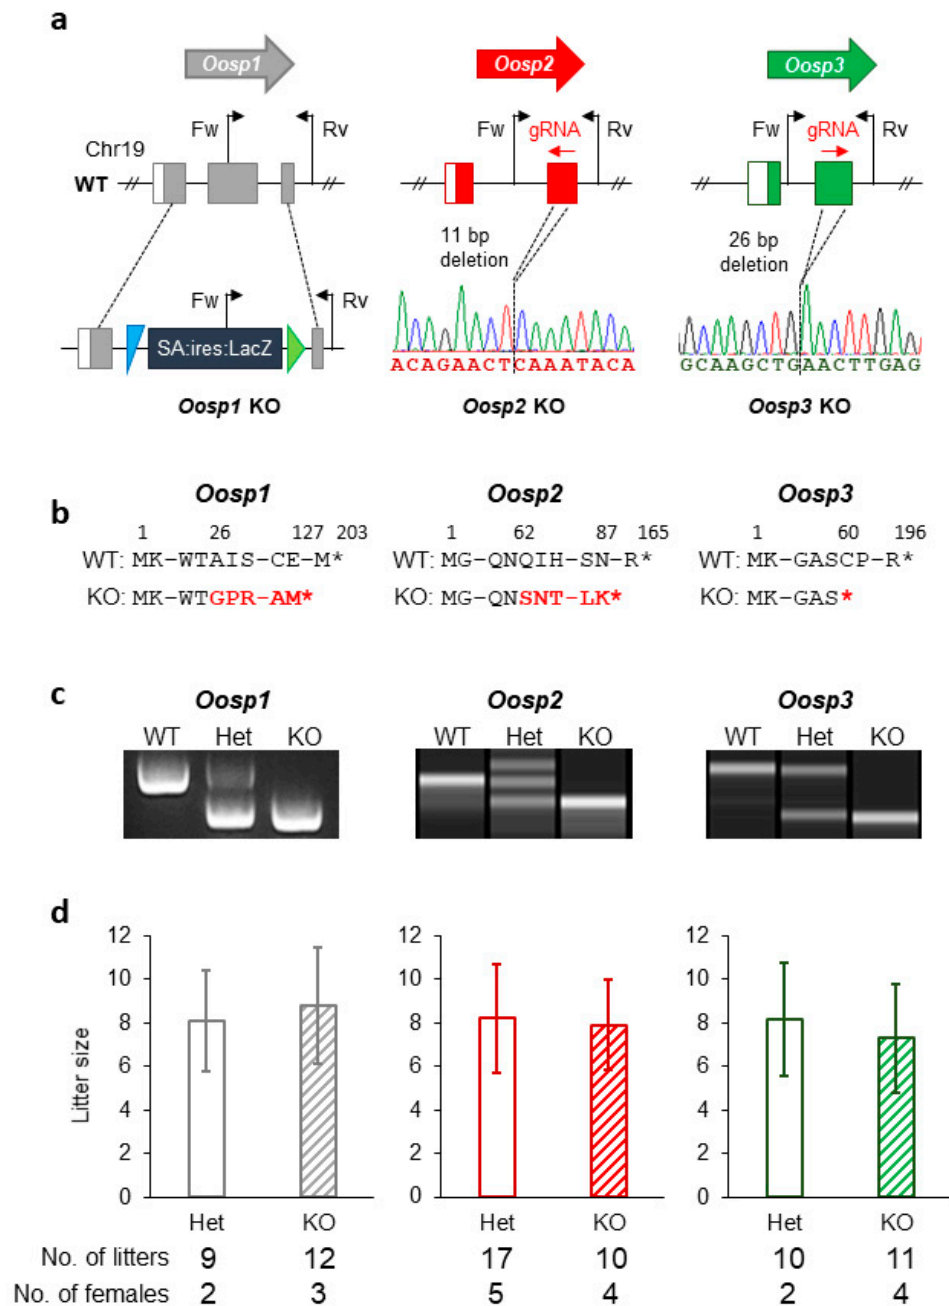 a
Oosp1 Oosp2 Oosp3
Fw Rv Fw gRNA Rv Fw gRNA Rv
Chr19
WT // // // // // //
11 bp
deletion
26 bp
deletion
Fw Rv
SA:ires:LacZ
ACAGAACTCAAATACA GCAAGCTGAACTTGAG
Oosp1 KO Oosp2 KO Oosp3 KO
b
Oosp1 Oosp2 Oosp3
1 26 127 203 1 62 87 165 1 60 196
WT: MK-WTAIS-CE-M* WT: MG-QNQIH-SN-R* WT: MK-GASCP-R*
KO: MK-WTGPR-AM* KO: MG-QNSNT-LK* KO: MK-GAS*
c
Oosp1 Oosp2 Oosp3
WT Het KO WT Het KO WT Het KO
d
12 12 12
10 10 10
8 8 8
6 6 6
4 4 4
2 2 2
0 0 0
Litter size
Het KO Het KO Het KO
No. of litters 9 12 17 10 10 11
No. of females 2 3 5 4 2 4